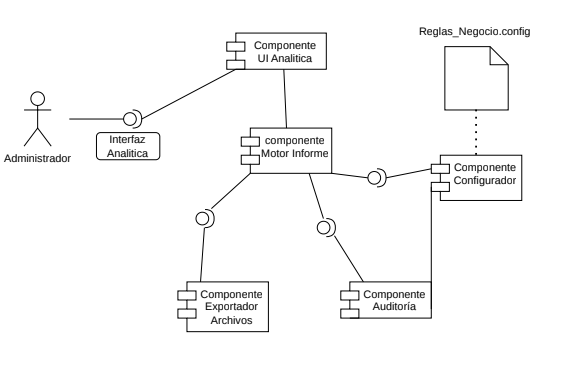 Reglas_Negocio.config
Componente
UI Analitica
Interfaz
Analitica
Administrador
componente
Motor Informe
Componente
Configurador
Componente
Exportador
Archivos
Componente
Auditoría